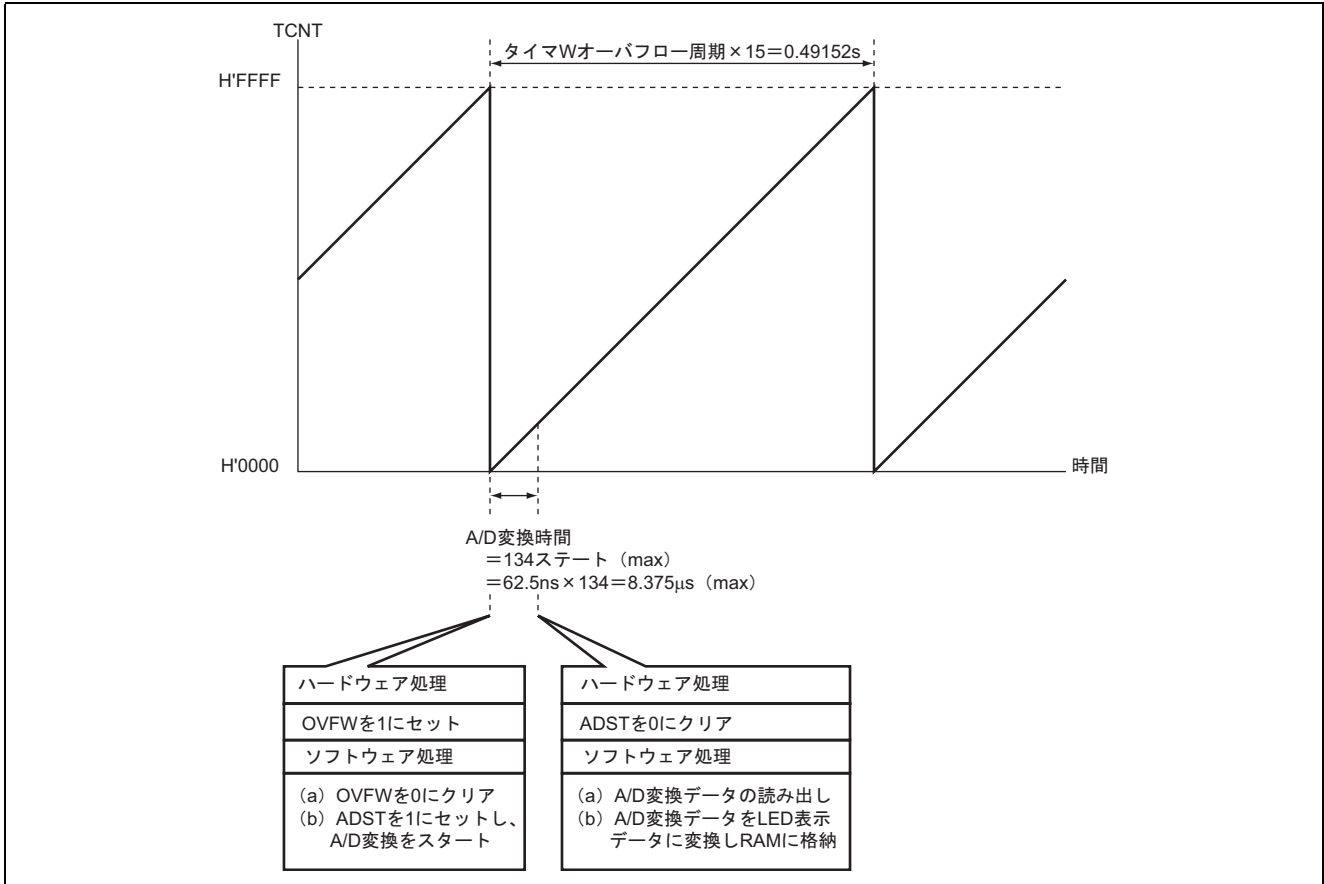 TCNT
タイマWオーバフロー周期×15＝0.49152s
H'FFFF
H'0000
時間
A/D変換時間
＝134ステート（max）
＝62.5ns×134＝8.375μs（max）
ハードウェア処理
OVFWを1にセット
ソフトウェア処理
（a）OVFWを0にクリア
（b）ADSTを1にセットし、
A/D変換をスタート
ハードウェア処理
ADSTを0にクリア
ソフトウェア処理
（a）A/D変換データの読み出し
（b）A/D変換データをLED表示
データに変換しRAMに格納